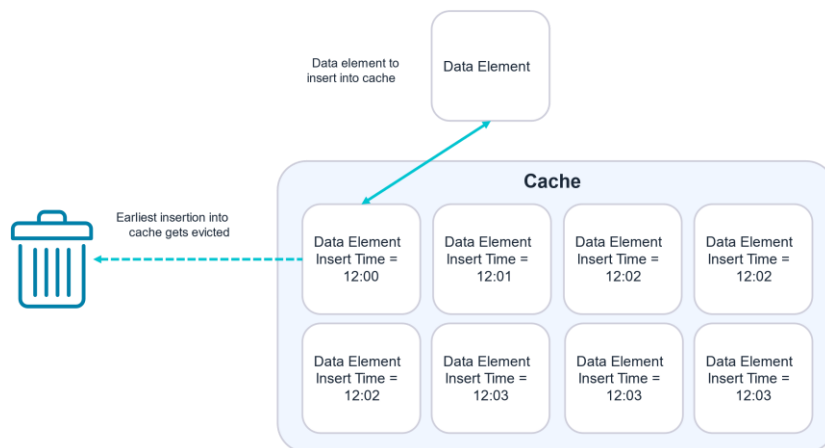 Data element to
insert into cache
Data Element
Cache
Earliest insertion into
cache gets evicted
Data Element
Insert Time =
12:00
Data Element
Insert Time =
12:01
Data Element
Insert Time =
12:02
Data Element
Insert Time =
12:02
Data Element
Insert Time =
12:02
Data Element
Insert Time =
12:03
Data Element
Insert Time =
12:03
Data Element
Insert Time =
12:03